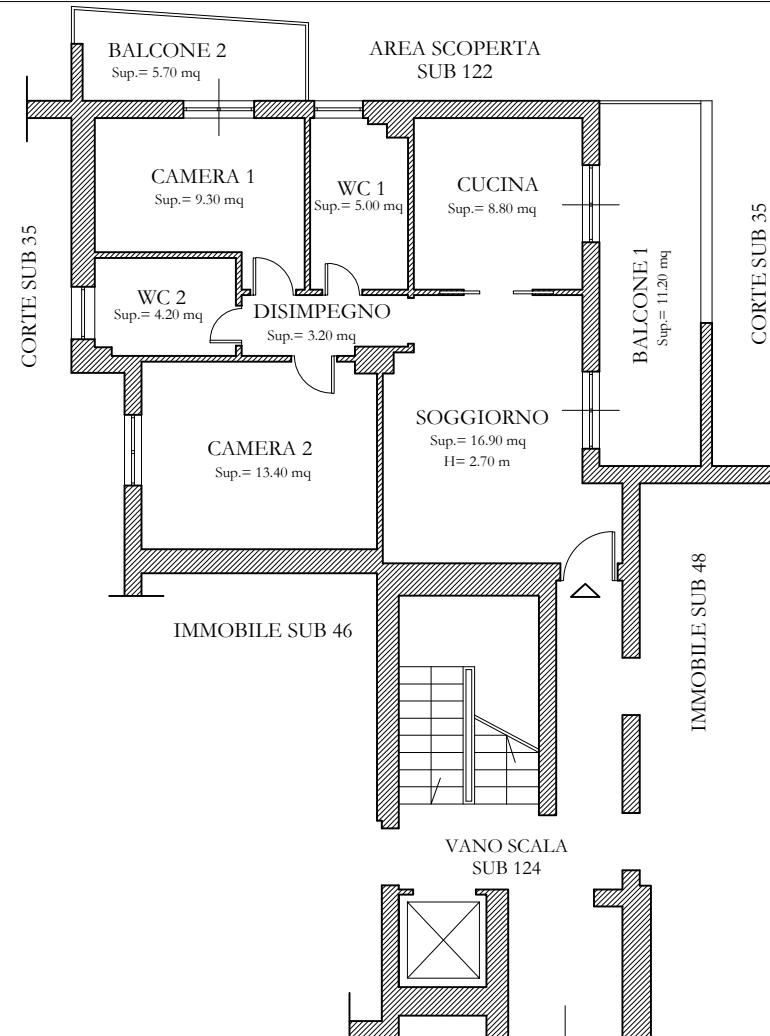 BALCONE 2
Sup.= 5.70 mq
AREA SCOPERTA
SUB 122
CAMERA 1
Sup.= 9.30 mq
WC 1
Sup.= 5.00 mq
CUCINA
Sup.= 8.80 mq
CORTE SUB 35
BALCONE 1
Sup.= 11.20 mq
CORTE SUB 35
WC 2
Sup.= 4.20 mq
DISIMPEGNO
Sup.= 3.20 mq
SOGGIORNO
Sup.= 16.90 mq
H= 2.70 m
CAMERA 2
Sup.= 13.40 mq
IMMOBILE SUB 46
IMMOBILE SUB 48
VANO SCALA
SUB 124